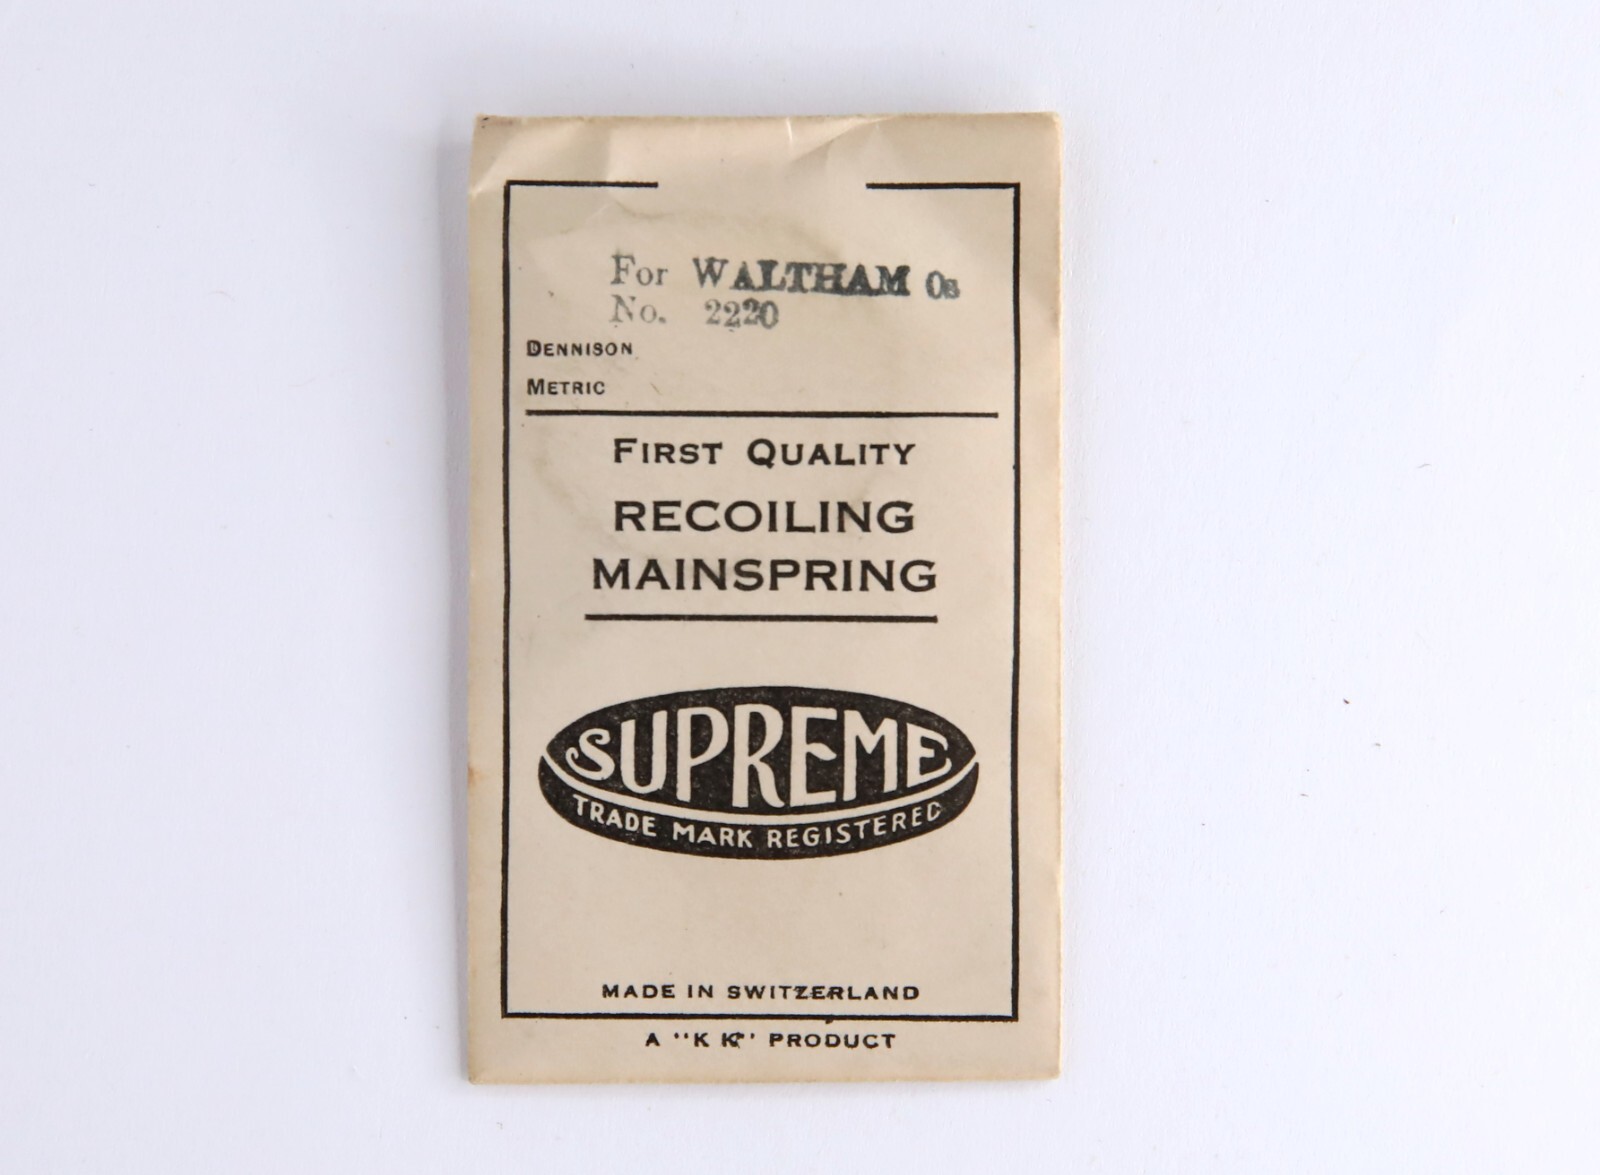 For WALTHAM 0s
No. 2220
DENNISON
METRIC
FIRST QUALITY
RECOILING
MAINSPRING
SUPREME
TRADE MARK REGISTERED
MADE IN SWITZERLAND
A "K K" PRODUCT